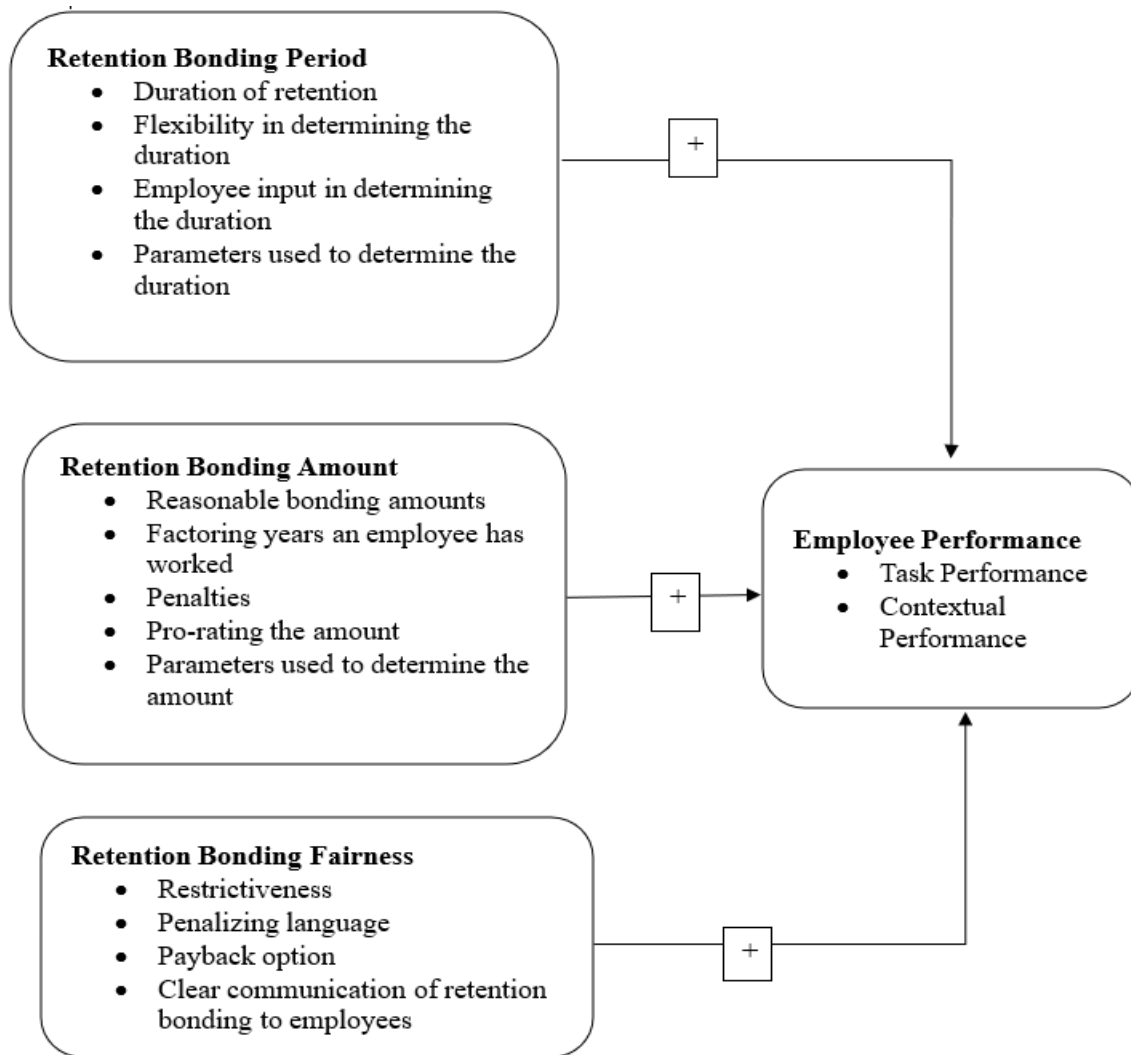 Retention Bonding Period
• Duration of retention
• Flexibility in determining the
duration
• Employee input in determining
the duration
• Parameters used to determine the
duration
+
Retention Bonding Amount
• Reasonable bonding amounts
• Factoring years an employee has
worked
• Penalties
• Pro-rating the amount
• Parameters used to determine the
amount
+
Employee Performance
• Task Performance
• Contextual
Performance
Retention Bonding Fairness
• Restrictiveness
• Penalizing language
• Payback option
• Clear communication of retention
bonding to employees
+